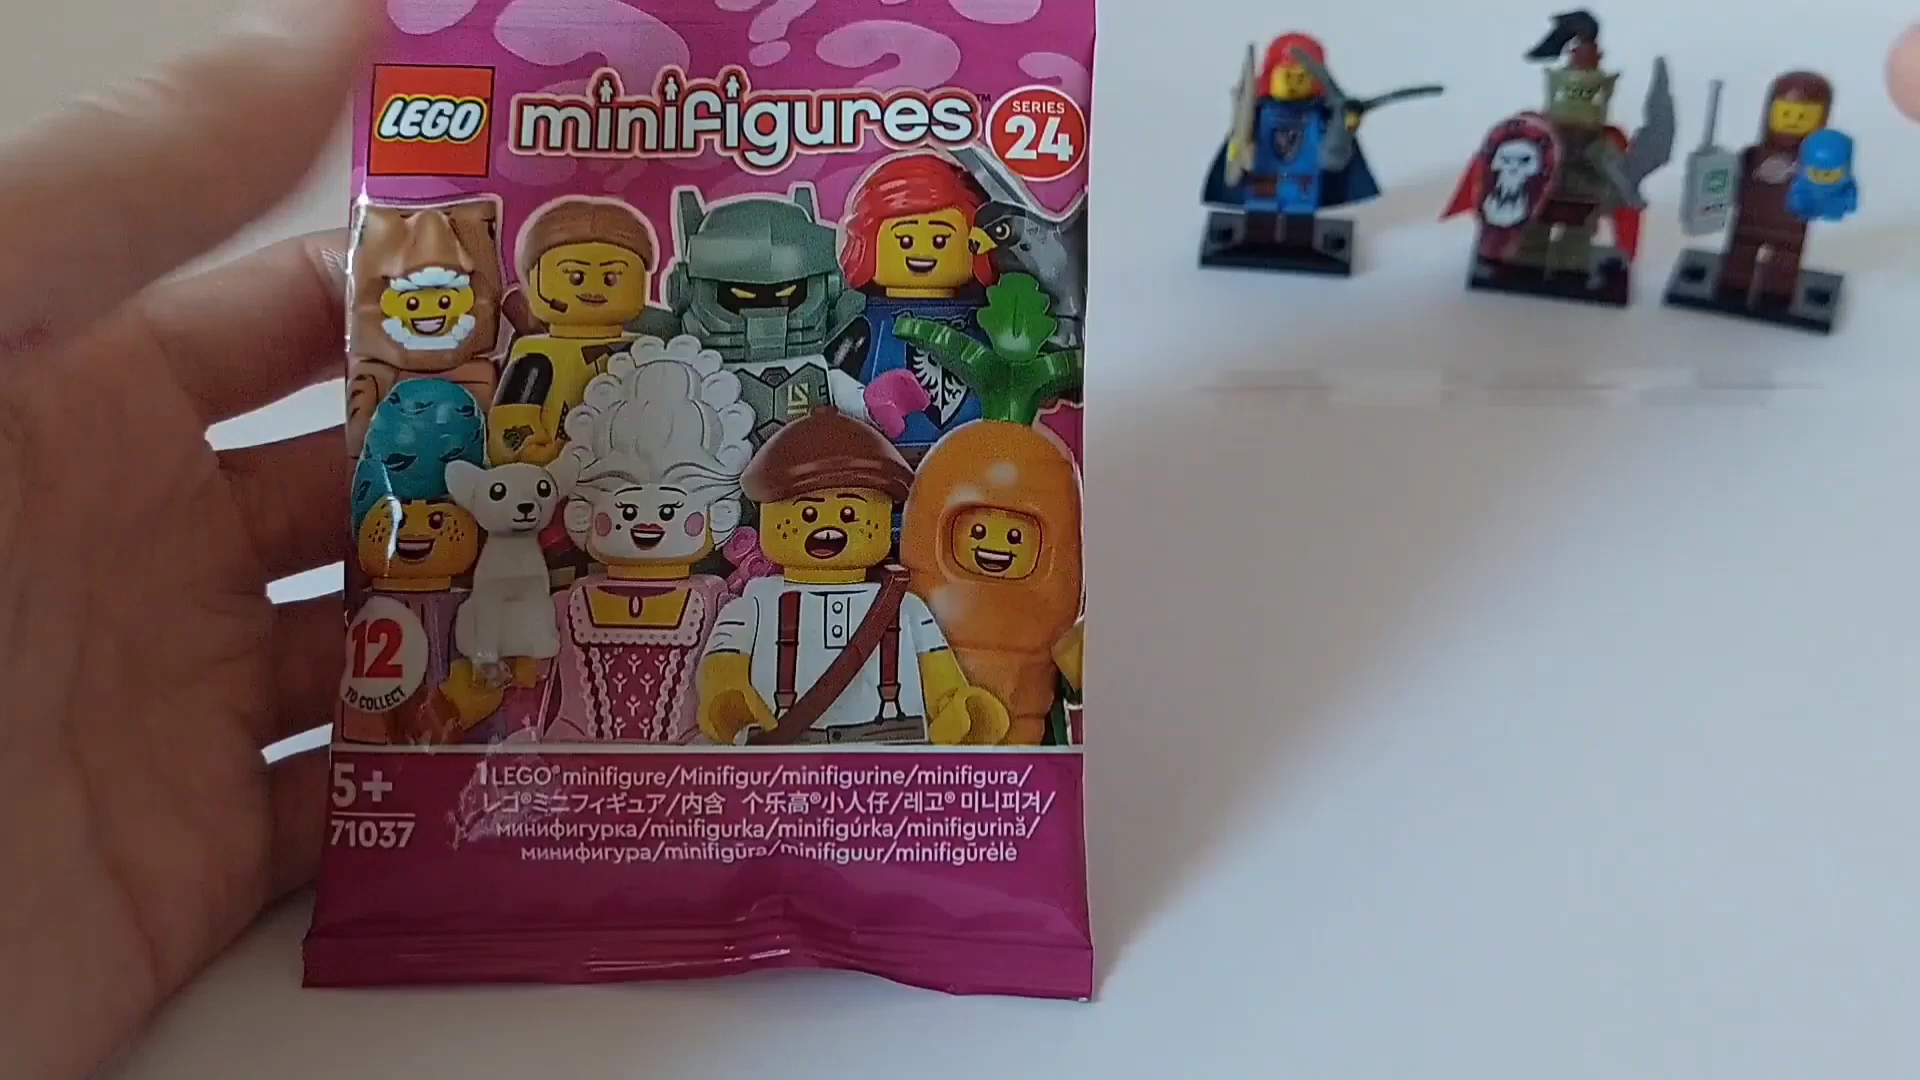 LEGO
minifigures™
SERIES
24
12
TO COLLECT
5+
71037
1 LEGO® minifigure/Minifigur/minifigurine/minifigura/
レゴ®ミニフィギュア/内含 个乐高®小人仔/레고® 미니피겨/
минифигурка/minifigurka/minifigúrka/minifigurină/
минифигура/minifigūra/minifiguur/minifigūrėlė